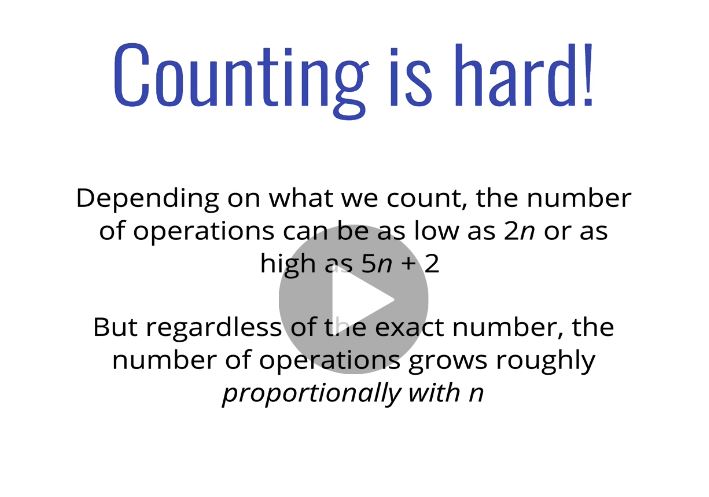 Counting is hard!
Depending on what we count, the number
of operations can be as low as 2n or as
high as 5n + 2
But regardless of the exact number, the
number of operations grows roughly
proportionally with n